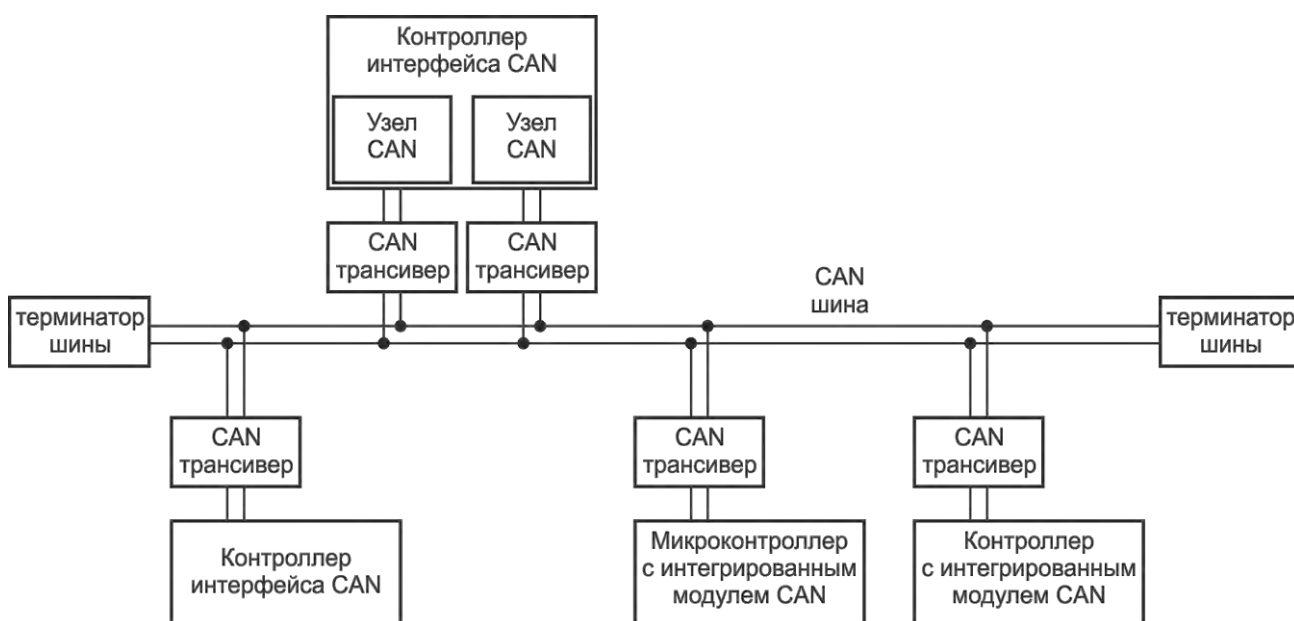 Контроллер
интерфейса CAN
Узел
CAN
Узел
CAN
CAN
трансивер
CAN
трансивер
CAN
шина
терминатор
шины
терминатор
шины
CAN
трансивер
CAN
трансивер
CAN
трансивер
Контроллер
интерфейса CAN
Микроконтроллер
с интегрированным
модулем CAN
Контроллер
с интегрированным
модулем CAN